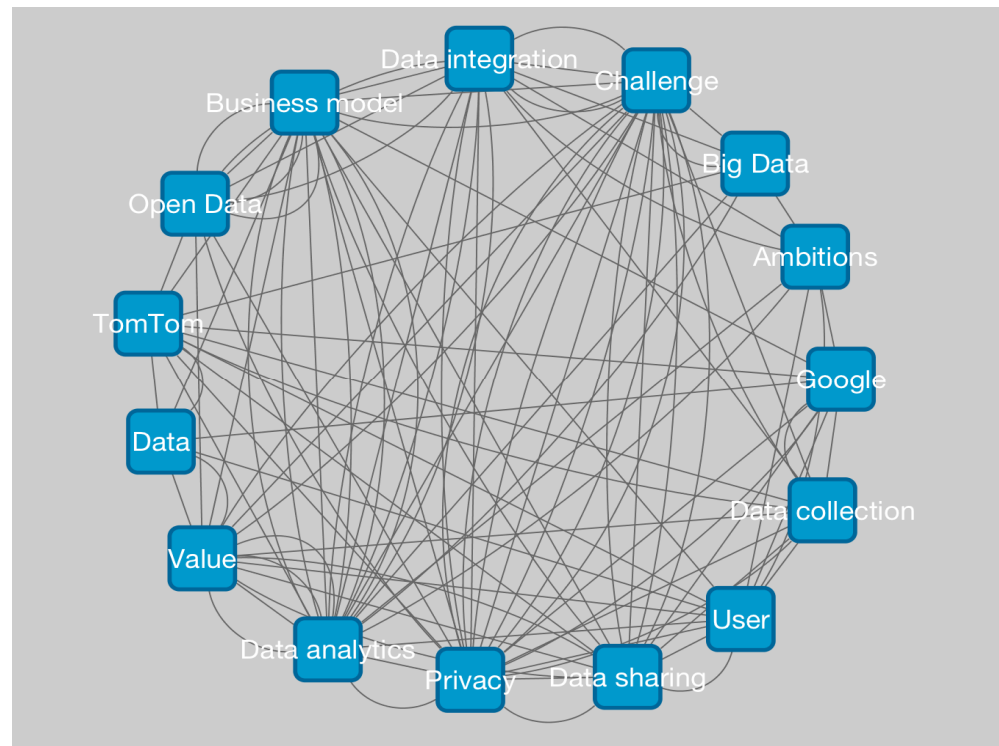 Data integration
Challenge
Business model
Big Data
Open Data
Ambitions
TomTom
Google
Data
Data collection
Value
User
Data analytics
Privacy
Data sharing